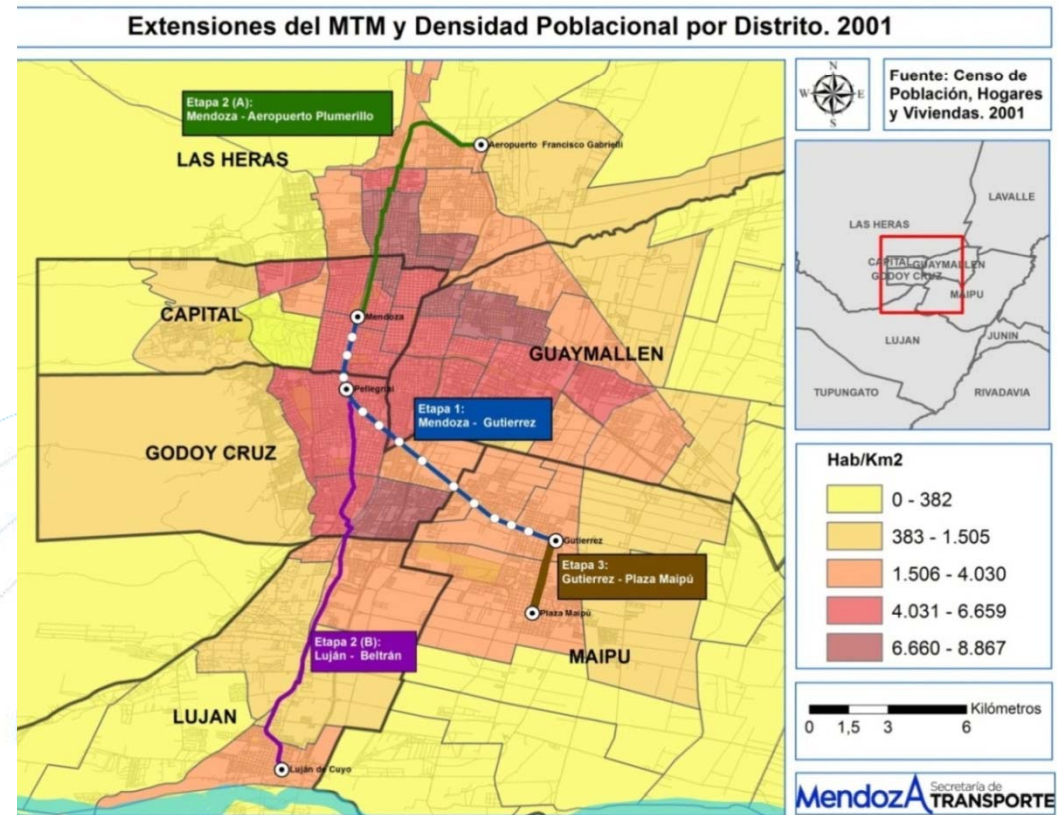 Extensiones del MTM y Densidad Poblacional por Distrito. 2001
Etapa 2 (A):
Mendoza - Aeropuerto Plumerillo
Aeropuerto Francisco Gabrielli
LAS HERAS
CAPITAL
Mendoza
GUAYMALLEN
Pellegrini
Etapa 1:
Mendoza - Gutierrez
GODOY CRUZ
Gutierrez
Etapa 3:
Gutierrez - Plaza Maipú
Plaza Maipú
Etapa 2 (B):
Luján - Beltrán
MAIPU
LUJAN
Luján de Cuyo
N
W E
S
Fuente: Censo de
Población, Hogares
y Viviendas. 2001
LAVALLE
LAS HERAS
CAPITAL
GUAYMALLEN
GODOY CRUZ
MAIPU
LUJAN
JUNIN
TUPUNGATO
RIVADAVIA
Hab/Km2
0 - 382
383 - 1.505
1.506 - 4.030
4.031 - 6.659
6.660 - 8.867
Kilómetros
0 1,5 3 6
MendozA Secretaría de
TRANSPORTE